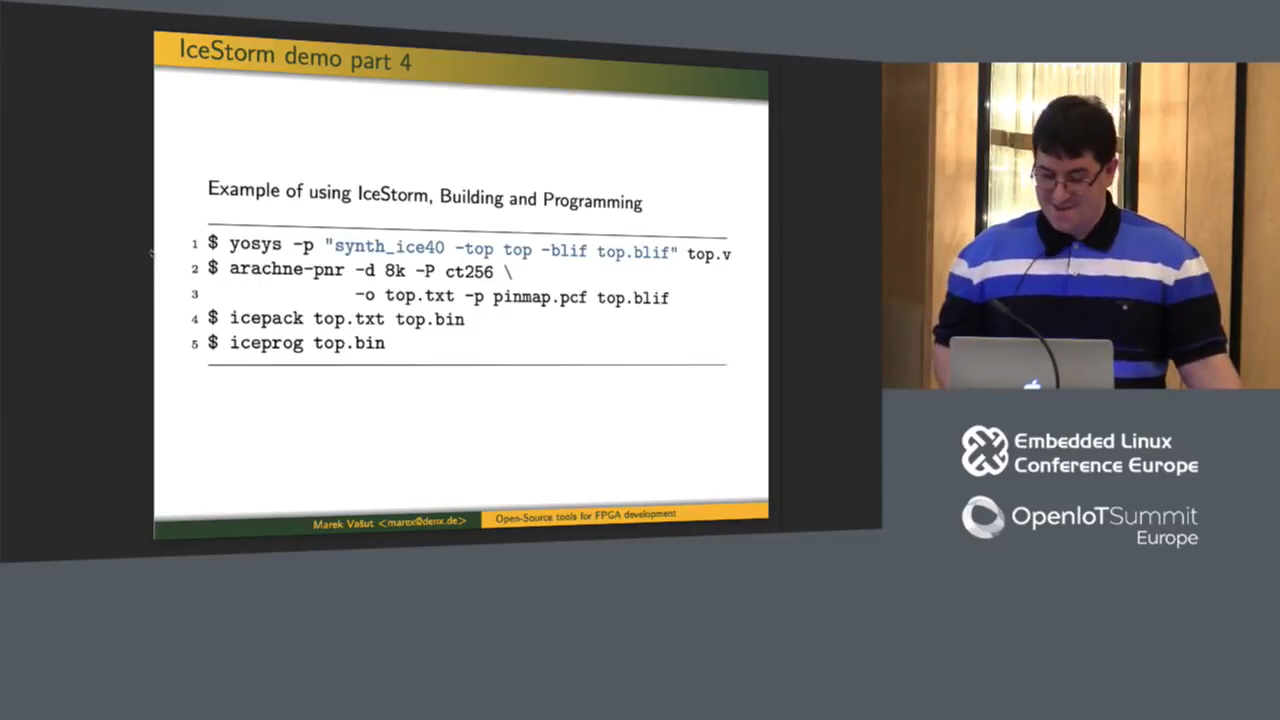 IceStorm demo part 4
Example of using IceStorm, Building and Programming
1 $ yosys -p "synth_ice40 -top top -blif top.blif" top.v
2 $ arachne-pnr -d 8k -P ct256 \
3 -o top.txt -p pinmap.pcf top.blif
4 $ icepack top.txt top.bin
5 $ iceprog top.bin
Marek Vašut <marex@denx.de>
Open-Source tools for FPGA development
Embedded Linux
Conference Europe
OpenIoTSummit
Europe